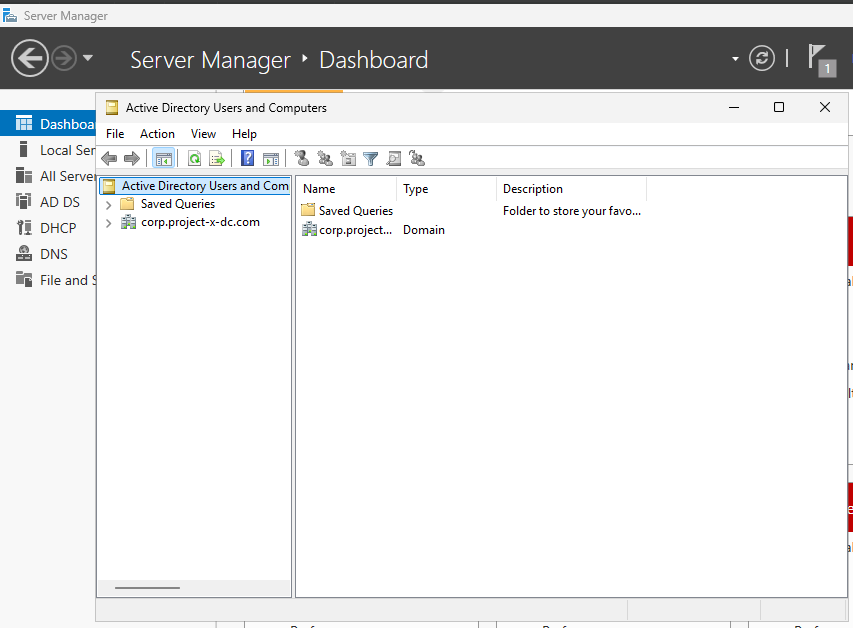 Server Manager
Server Manager Dashboard
1
Active Directory Users and Computers
File Action View Help
Dashboa
Local Ser
All Server
AD DS
DHCP
DNS
File and S
Active Directory Users and Com
Saved Queries
corp.project-x-dc.com
Name Type Description
Saved Queries Folder to store your favo...
corp.project... Domain